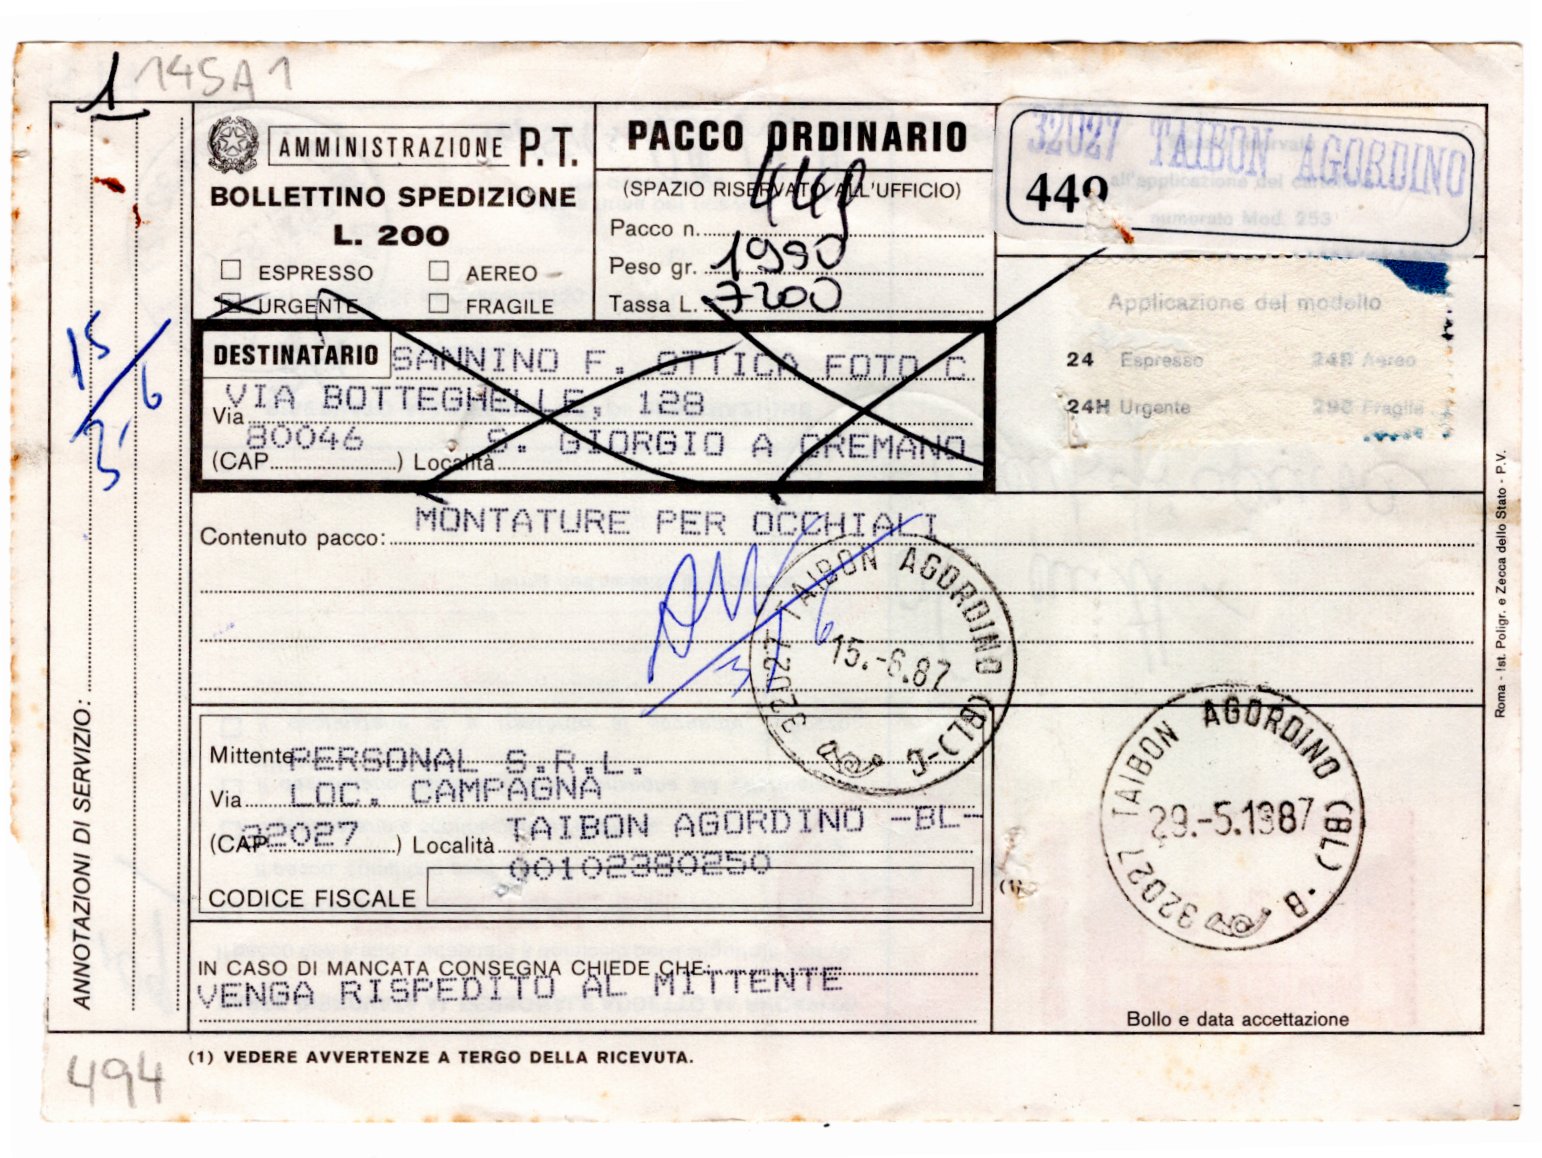 1 145A1
AMMINISTRAZIONE P.T.
BOLLETTINO SPEDIZIONE
L. 200
ESPRESSO AEREO
URGENTE FRAGILE
PACCO ORDINARIO
(SPAZIO RISERVATO ALL'UFFICIO)
Pacco n. 449
Peso gr. 1990
Tassa L. 7200
32027 TAIBON AGORDINO
449
Applicazione del modello
24 Espresso 24B Aereo
24H Urgente 29C Fragile
DESTINATARIO SANNINO F. OTTICA FOTO C
Via VIA BOTTEGHELLE, 128
(CAP 80046) Località S. GIORGIO A CREMANO
15/6
Contenuto pacco: MONTATURE PER OCCHIALI
32027 TAIBON AGORDINO (BL)-C
15.-6.87
Mittente PERSONAL S.R.L.
Via LOC. CAMPAGNA
(CAP 32027) Località TAIBON AGORDINO -BL-
00102380250
CODICE FISCALE
(1)
32027 TAIBON AGORDINO (BL)·B
29.-5.1987
IN CASO DI MANCATA CONSEGNA CHIEDE CHE:
VENGA RISPEDITO AL MITTENTE
Bollo e data accettazione
ANNOTAZIONI DI SERVIZIO:
Roma - Ist. Poligr. e Zecca dello Stato - P.V.
(1) VEDERE AVVERTENZE A TERGO DELLA RICEVUTA.
494